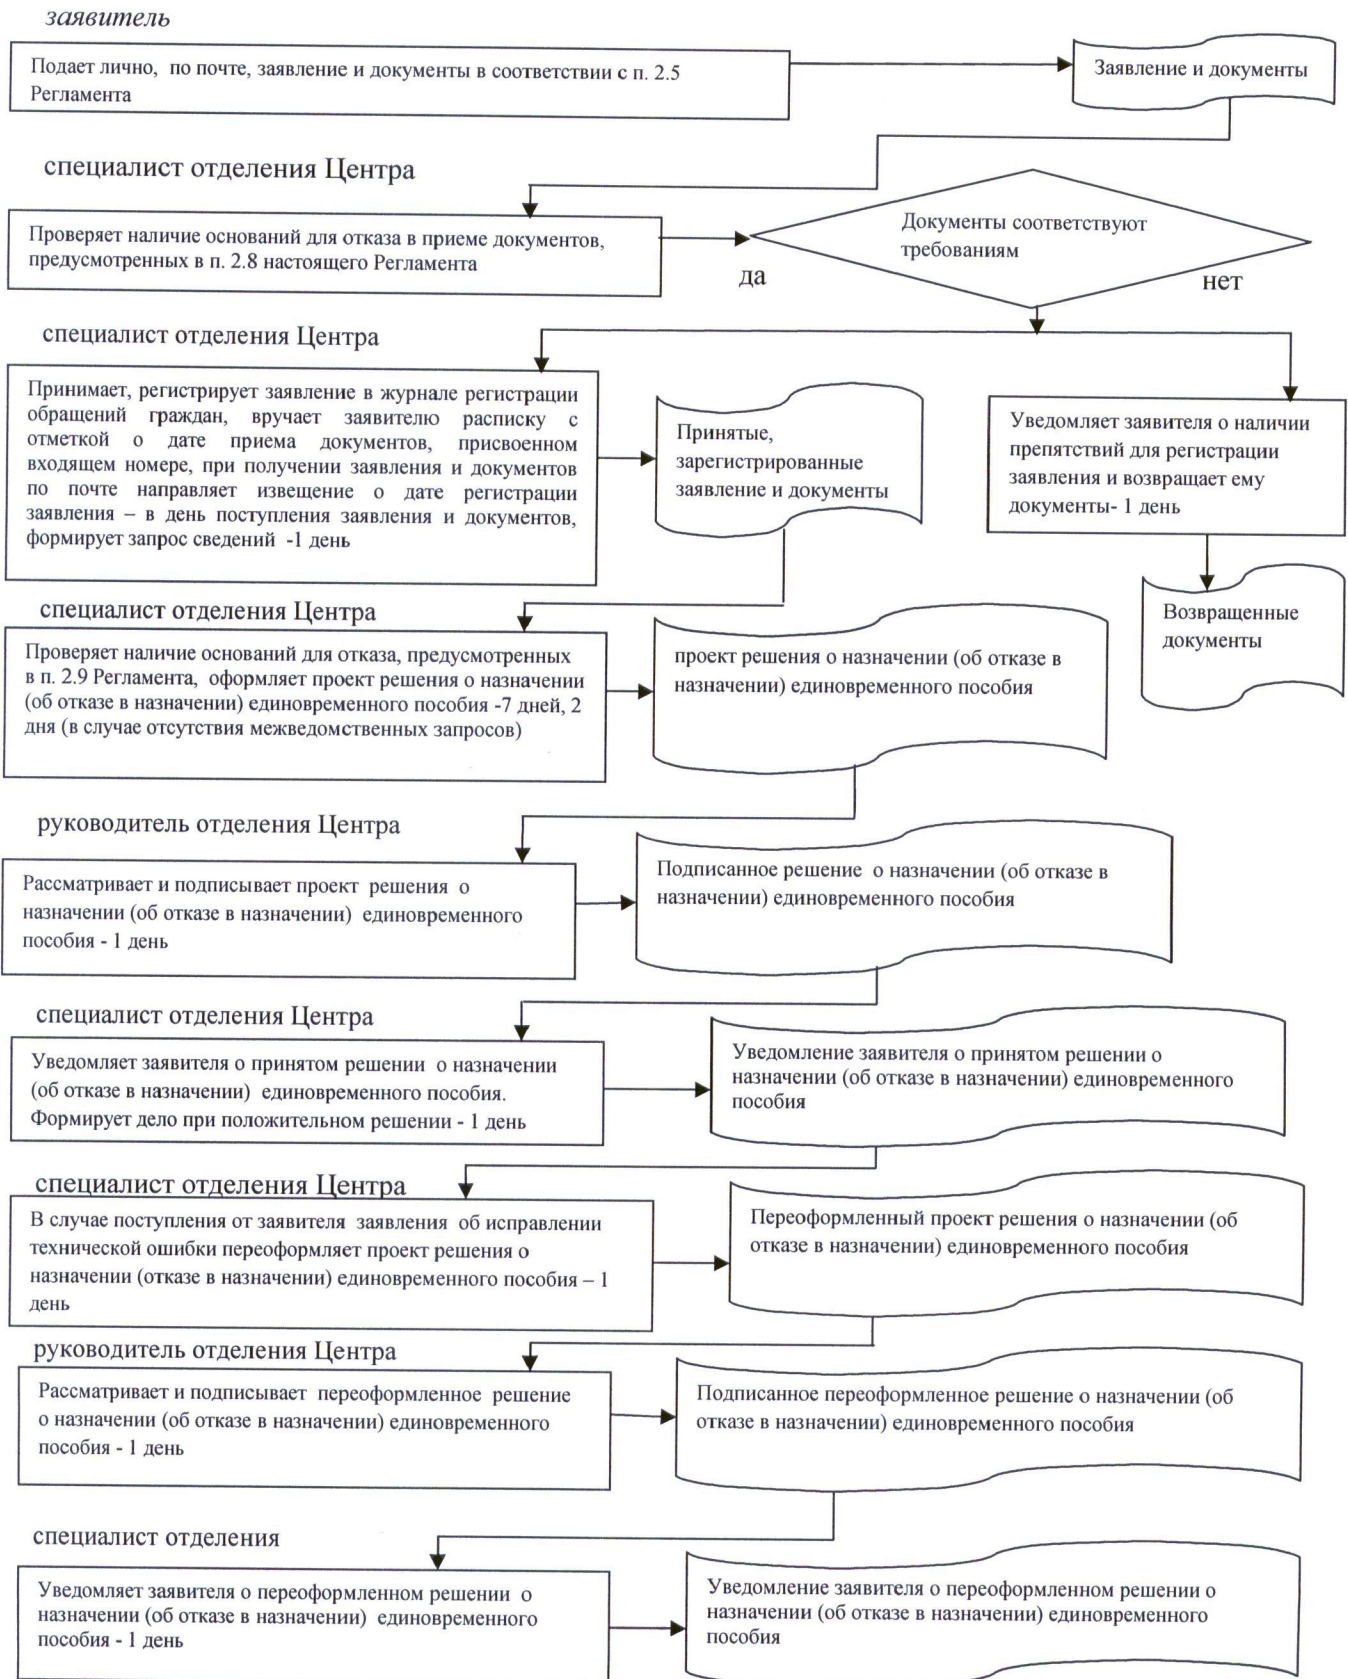 заявитель
Подает лично, по почте, заявление и документы в соответствии с п. 2.5
Регламента
Заявление и документы
специалист отделения Центра
Проверяет наличие оснований для отказа в приеме документов,
предусмотренных в п. 2.8 настоящего Регламента
Документы соответствуют
требованиям
да
нет
специалист отделения Центра
Принимает, регистрирует заявление в журнале регистрации
обращений граждан, вручает заявителю расписку с
отметкой о дате приема документов, присвоенном
входящем номере, при получении заявления и документов
по почте направляет извещение о дате регистрации
заявления – в день поступления заявления и документов,
формирует запрос сведений -1 день
Принятые,
зарегистрированные
заявление и документы
Уведомляет заявителя о наличии
препятствий для регистрации
заявления и возвращает ему
документы- 1 день
Возвращенные
документы
специалист отделения Центра
Проверяет наличие оснований для отказа, предусмотренных
в п. 2.9 Регламента, оформляет проект решения о назначении
(об отказе в назначении) единовременного пособия -7 дней, 2
дня (в случае отсутствия межведомственных запросов)
проект решения о назначении (об отказе в
назначении) единовременного пособия
руководитель отделения Центра
Рассматривает и подписывает проект решения о
назначении (об отказе в назначении) единовременного
пособия - 1 день
Подписанное решение о назначении (об отказе в
назначении) единовременного пособия
специалист отделения Центра
Уведомляет заявителя о принятом решении о назначении
(об отказе в назначении) единовременного пособия.
Формирует дело при положительном решении - 1 день
Уведомление заявителя о принятом решении о
назначении (об отказе в назначении) единовременного
пособия
специалист отделения Центра
В случае поступления от заявителя заявления об исправлении
технической ошибки переоформляет проект решения о
назначении (отказе в назначении) единовременного пособия – 1
день
Переоформленный проект решения о назначении (об
отказе в назначении) единовременного пособия
руководитель отделения Центра
Рассматривает и подписывает переоформленное решение
о назначении (об отказе в назначении) единовременного
пособия - 1 день
Подписанное переоформленное решение о назначении (об
отказе в назначении) единовременного пособия
специалист отделения
Уведомляет заявителя о переоформленном решении о
назначении (об отказе в назначении) единовременного
пособия - 1 день
Уведомление заявителя о переоформленном решении о
назначении (об отказе в назначении) единовременного
пособия